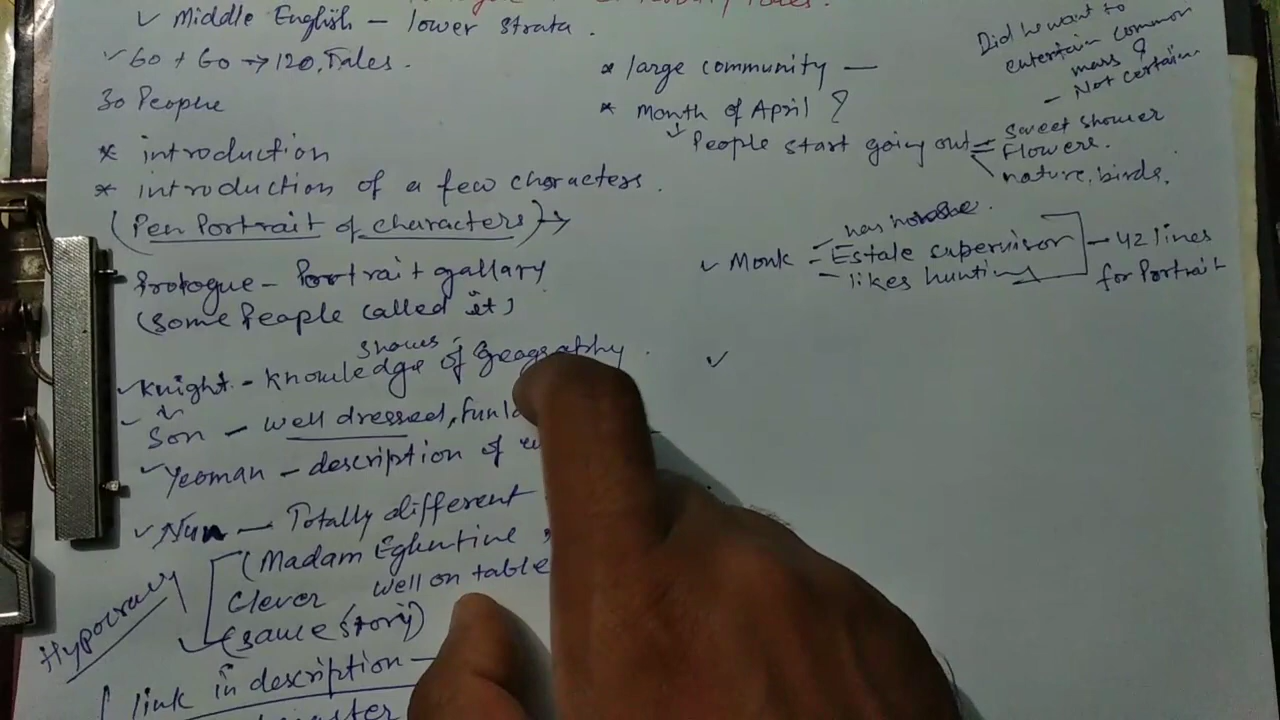 Middle English – lower strata.
60 + 60 → 120, Tales.
30 People
* introduction
* introduction of a few characters.
(Pen Portrait of characters) →
Prologue – Portrait gallary
(some People called it)
shows
Knight – knowledge of Geography.
Son – well dressed,
Yeoman – description of
Nun – Totally different
(Madam Eglentine,
Clever well on table
(sauce story)
Hypocracy
link in description –
Did he want to
entertain common
mass ?
– Not certain
* large community —
* Month of April ?
People start going out = Sweet shower
Flowers.
nature, birds.
Monk = Estate supervisor – 42 lines
– likes hunting for Portrait